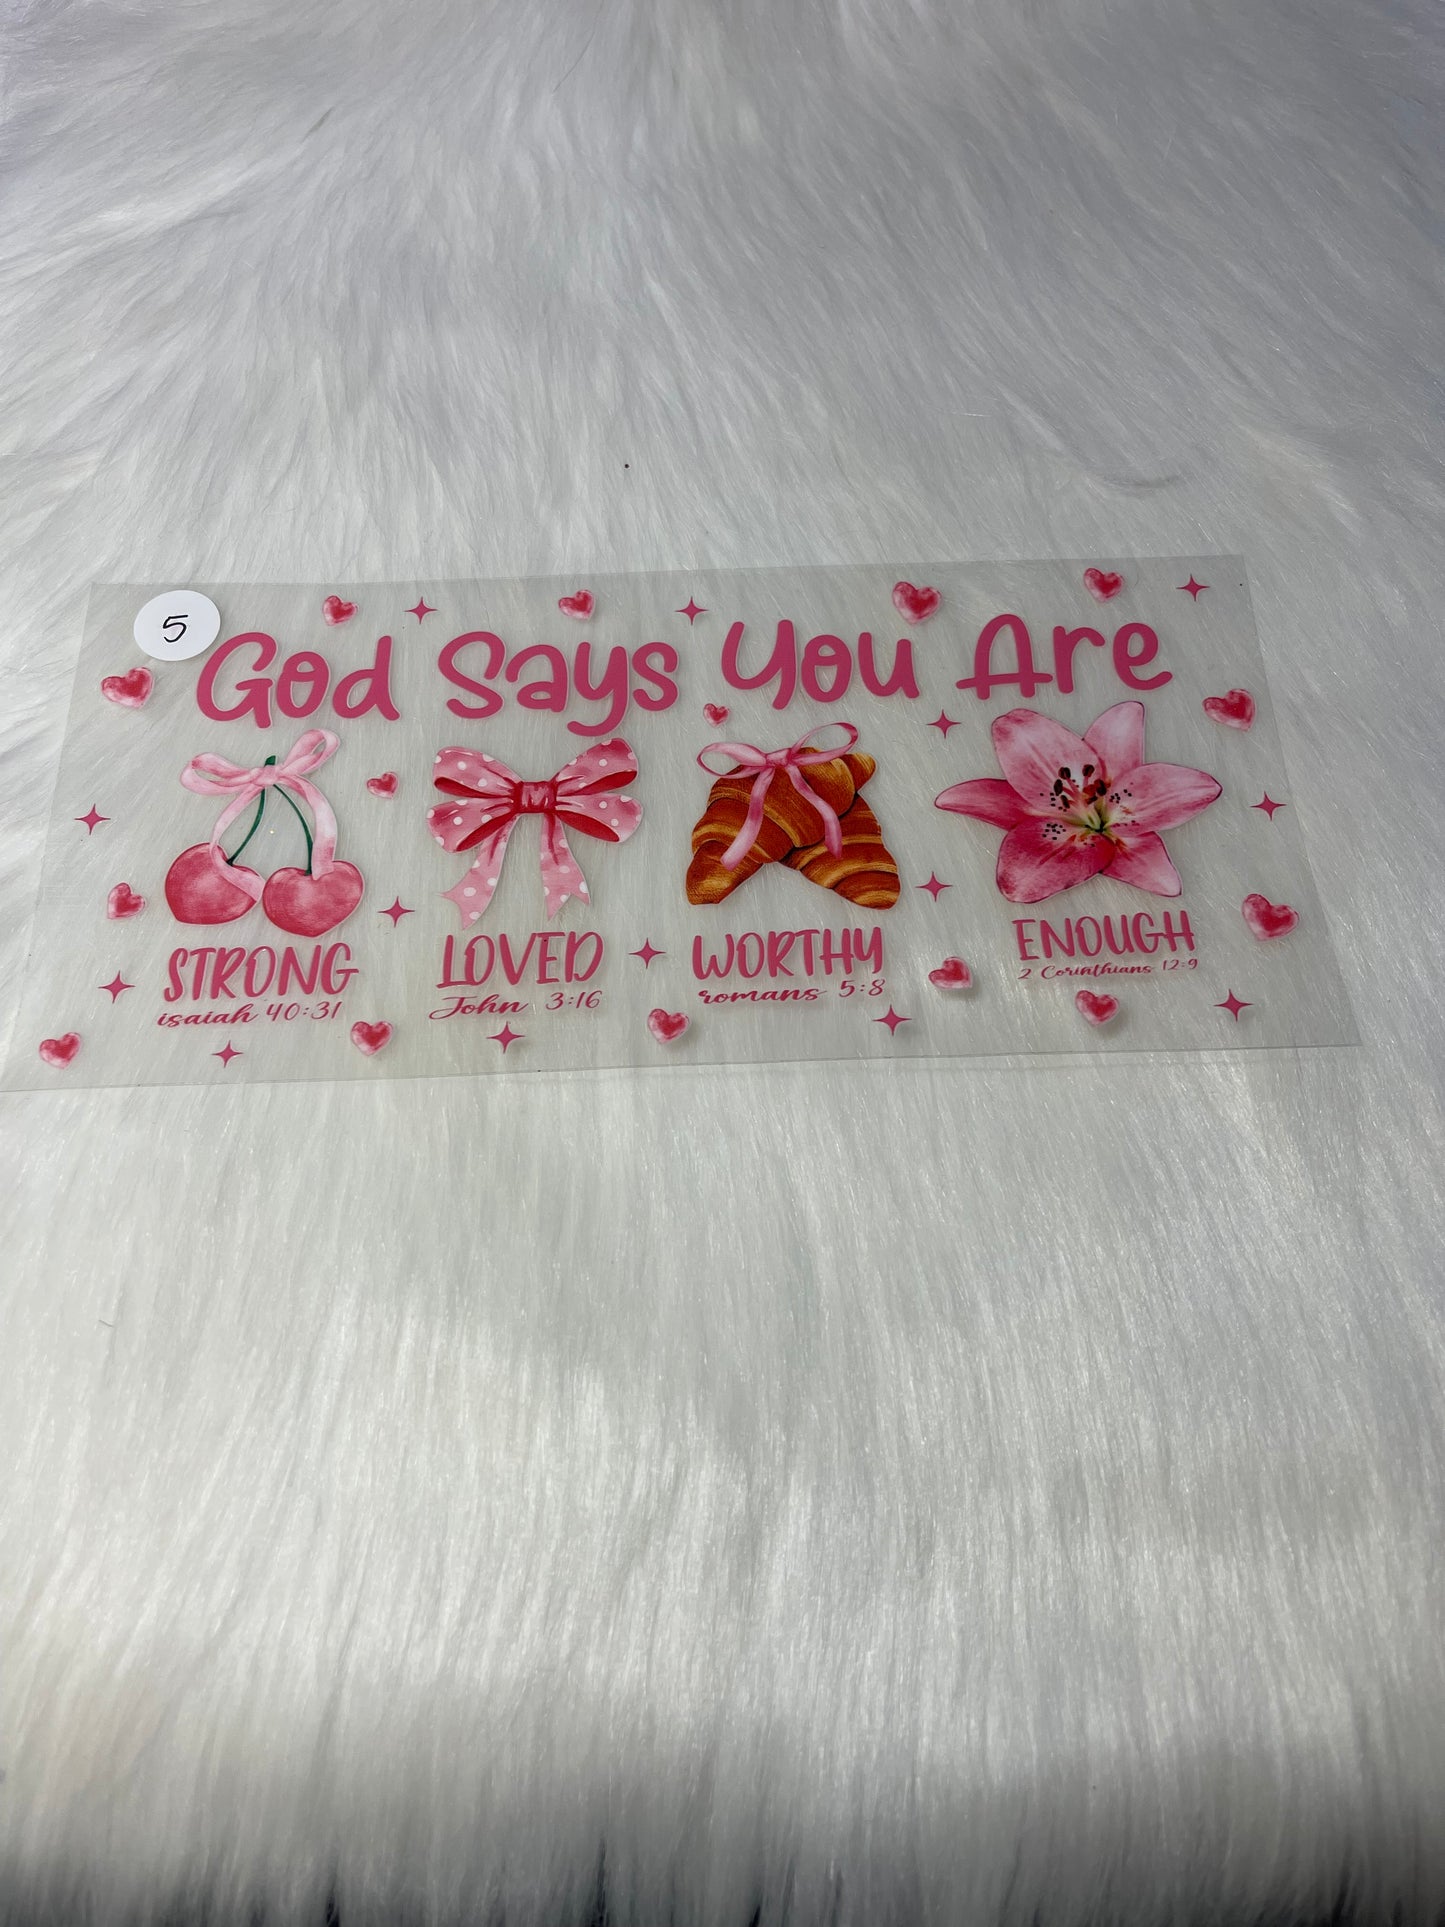 5
God Says You Are
M
STRONG
isaiah 40:31
LOVED
John 3:16
WORTHY
romans 5:8
ENOUGH
2 Corinthians 12:9